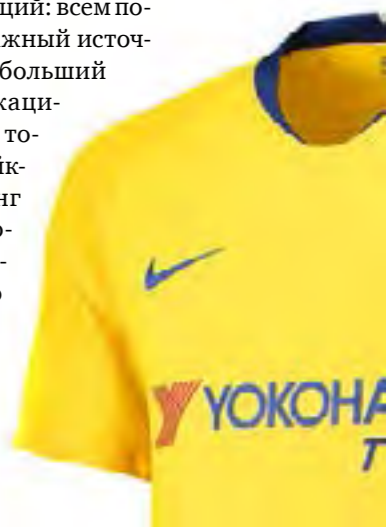 ций: всем по-
жный источ-
больший
каци-
то-
йк-
нг
о-
-
YOKOHA
T